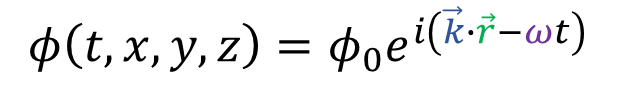 ϕ(t, x, y, z) = ϕ₀e^{i(k⃗·r⃗−ωt)}